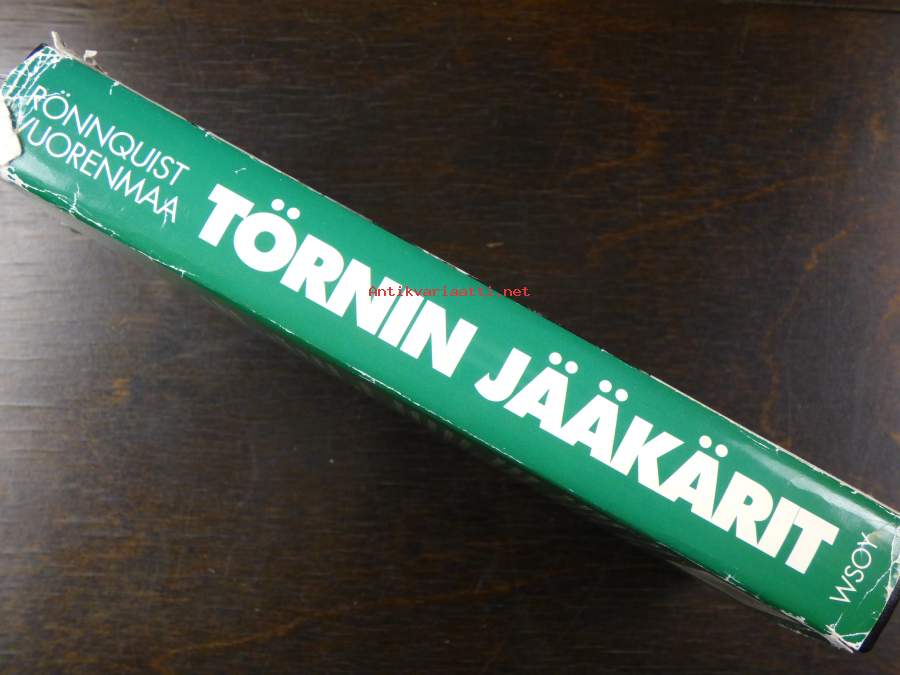 RÖNNQUIST
VUORENMAA
TÖRNIN JÄÄKÄRIT
WSOY
Antikvariaatti.net